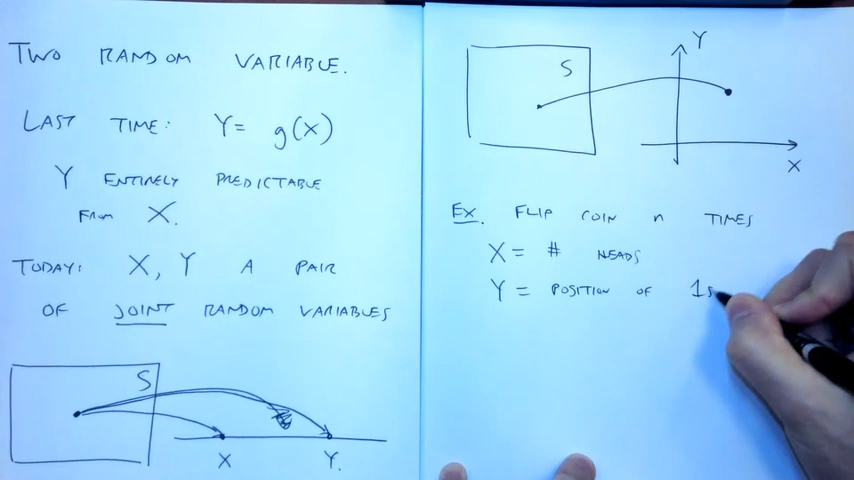 TWO RANDOM VARIABLE.
LAST TIME: Y = g(X)
Y ENTIRELY PREDICTABLE
FROM X.
TODAY: X, Y A PAIR
OF JOINT RANDOM VARIABLES
S
X Y.
Y
S
X
Ex. FLIP COIN n TIMES
X = # HEADS
Y = POSITION OF 1s